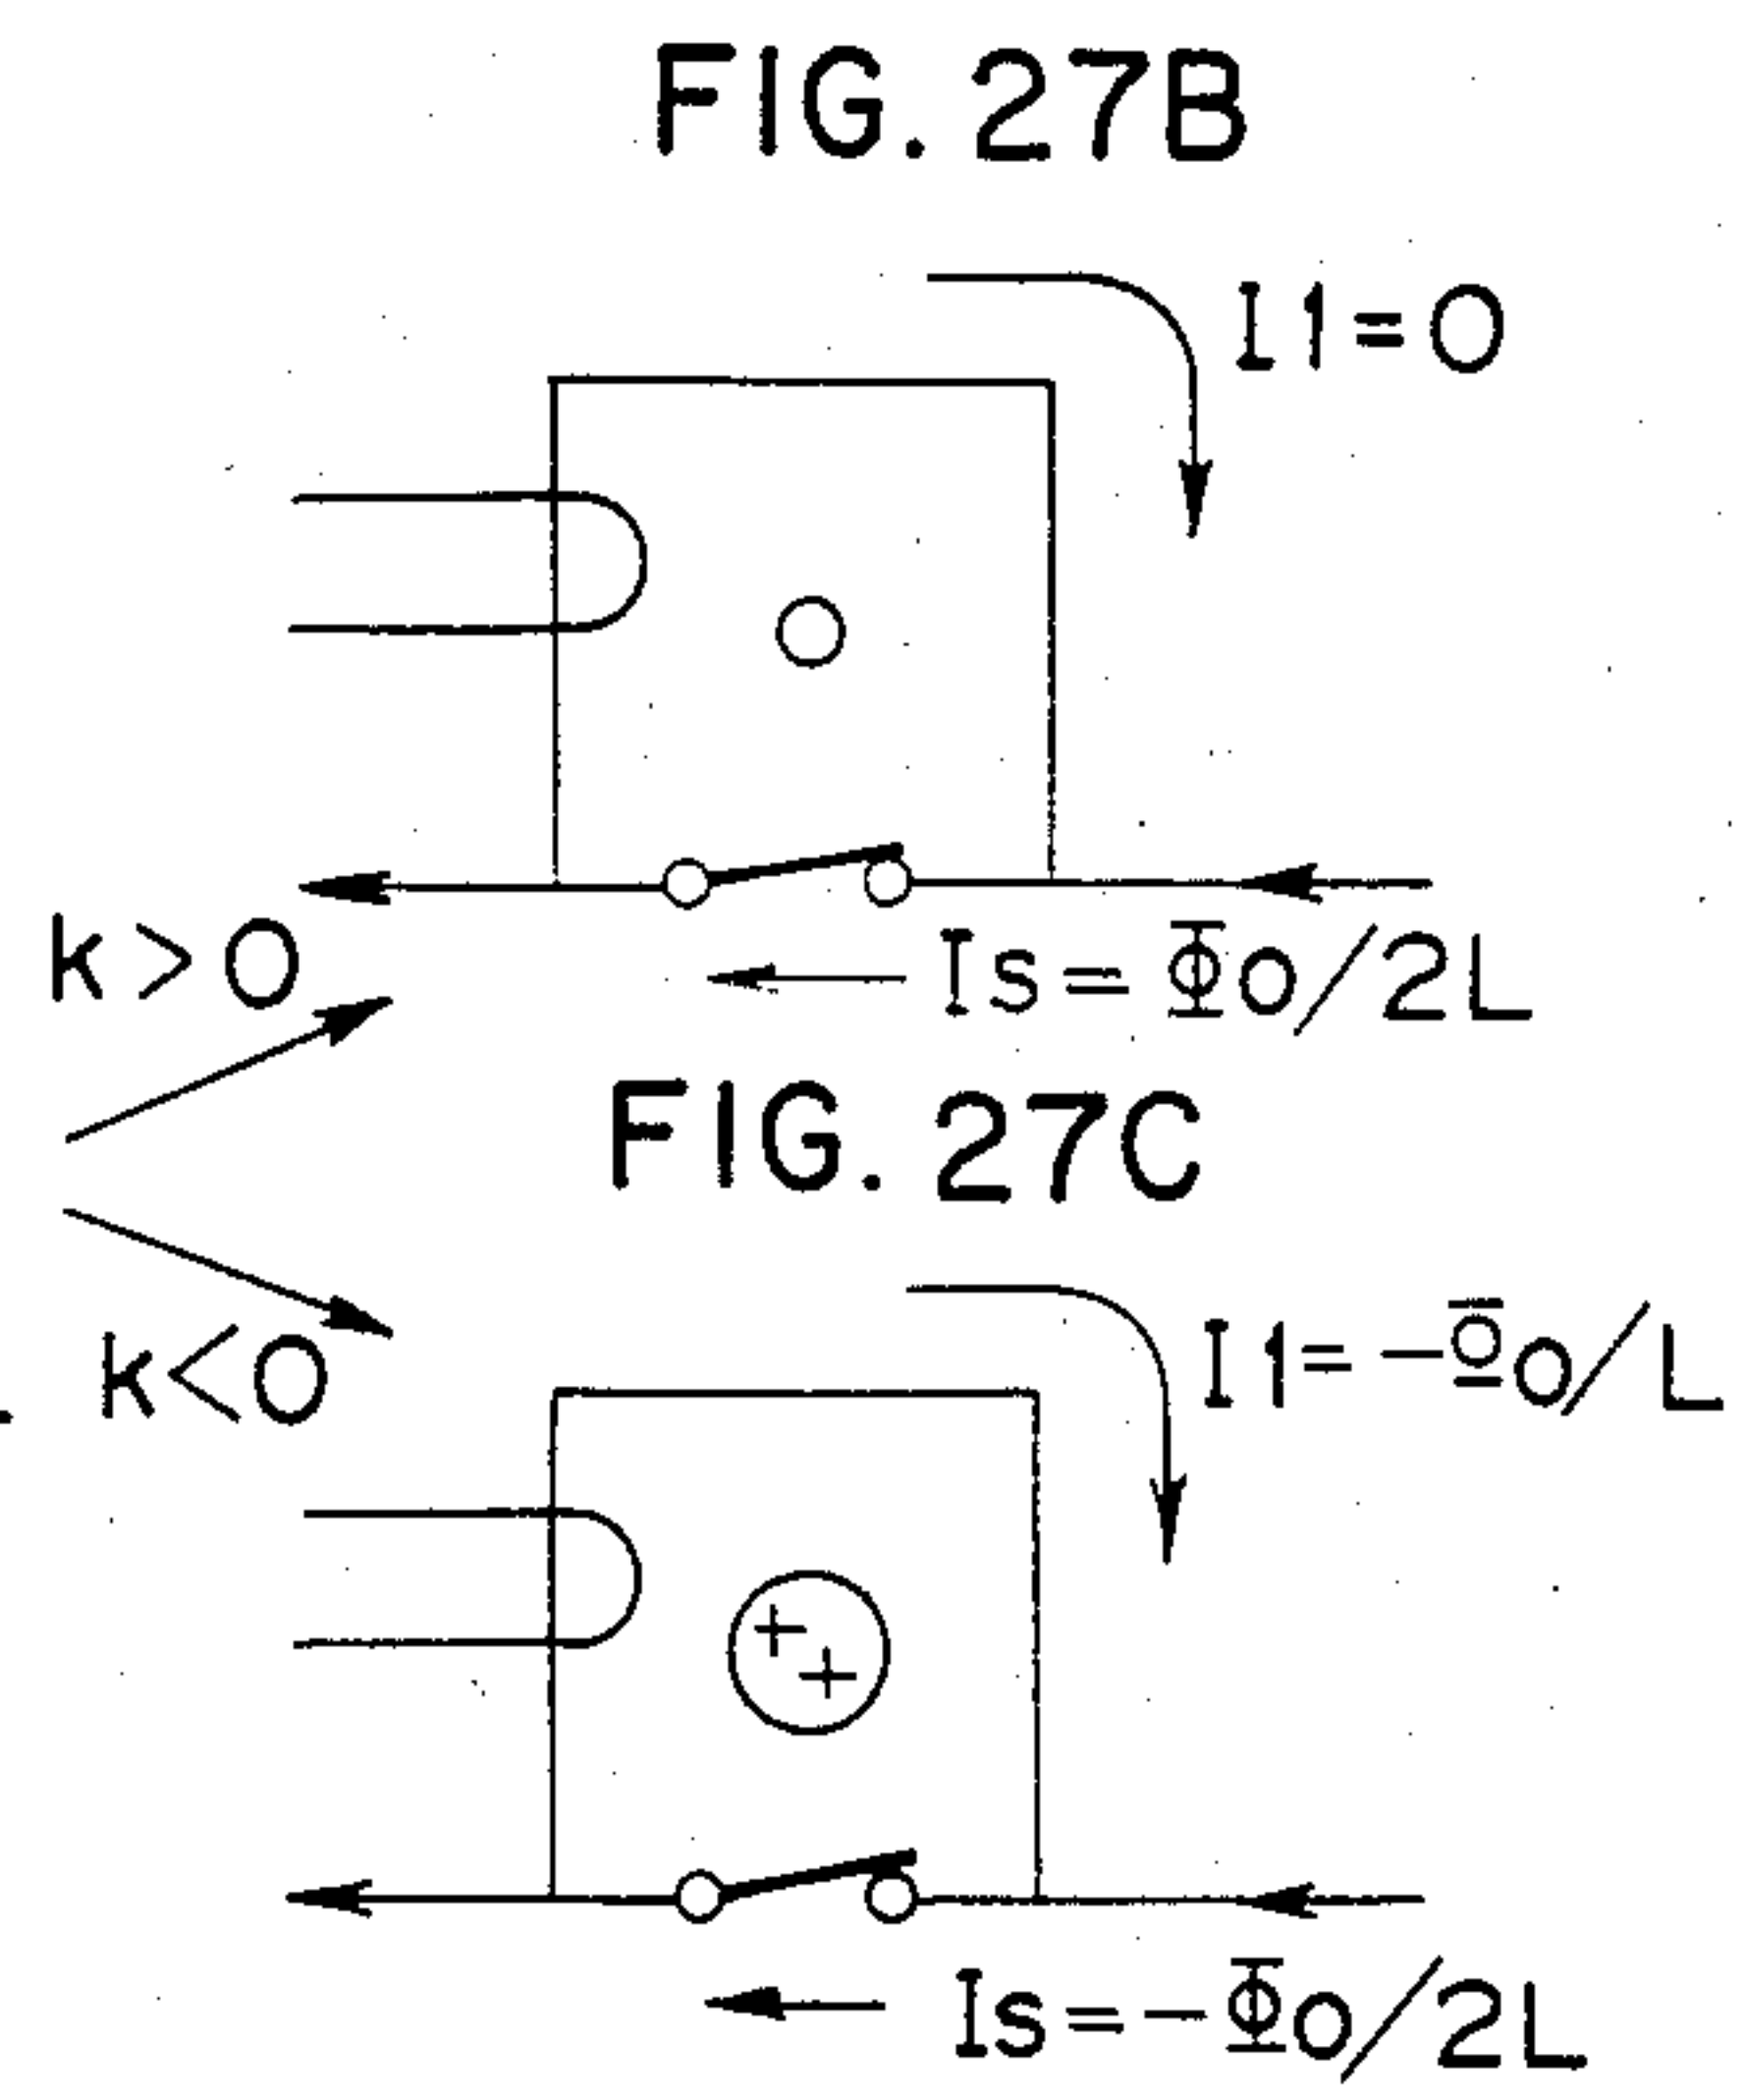 FIG. 27B
I1=0
k>0
Is=Φo/2L
FIG. 27C
k<0
I1=-Φo/L
++
Is=-Φo/2L